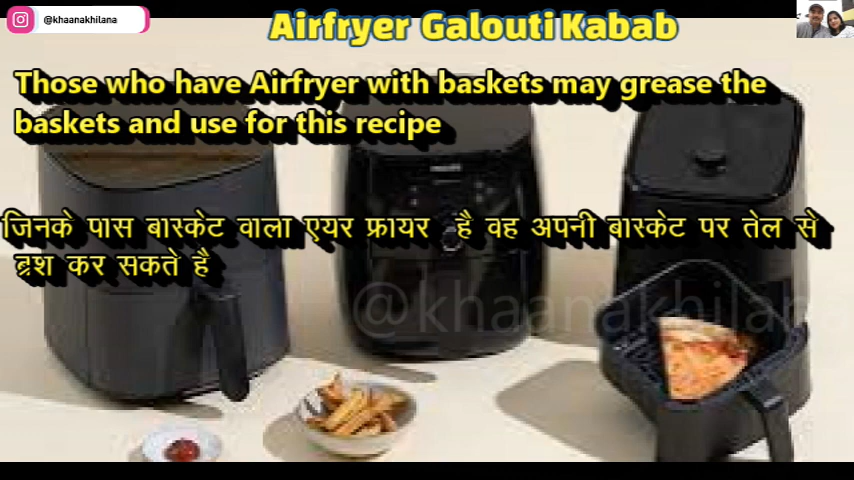 @khaanakhilana
Airfryer Galouti Kabab
Those who have Airfryer with baskets may grease the
baskets and use for this recipe
जिनके पास बास्केट वाला एयर फ्रायर है वह अपनी बास्केट पर तेल से
ब्रश कर सकते है
@khaanakhilana